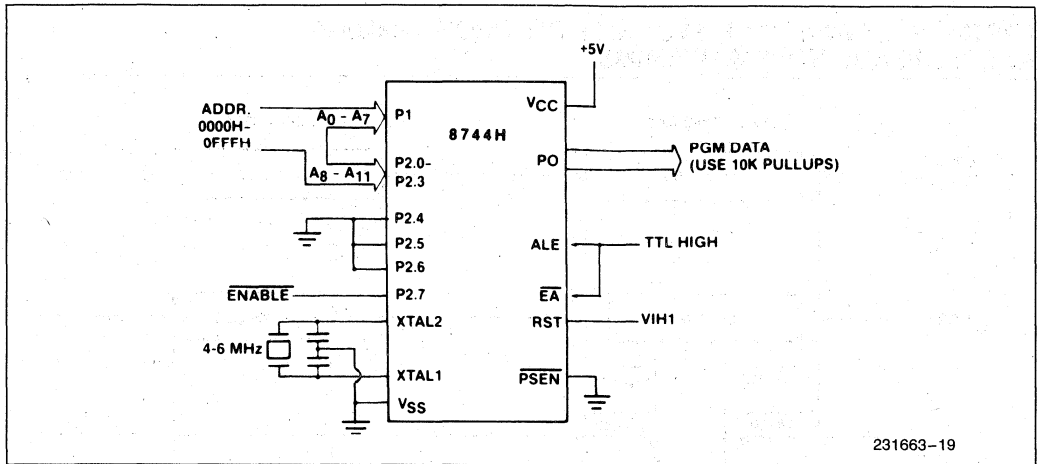 +5V
ADDR.
0000H-
0FFFH
A0 - A7
A8 - A11
P1
P2.0-
P2.3
P2.4
P2.5
P2.6
ENABLE
P2.7
XTAL2
4-6 MHz
XTAL1
VSS
8744H
VCC
PO
PGM DATA
(USE 10K PULLUPS)
ALE
TTL HIGH
EA
RST
VIH1
PSEN
231663-19